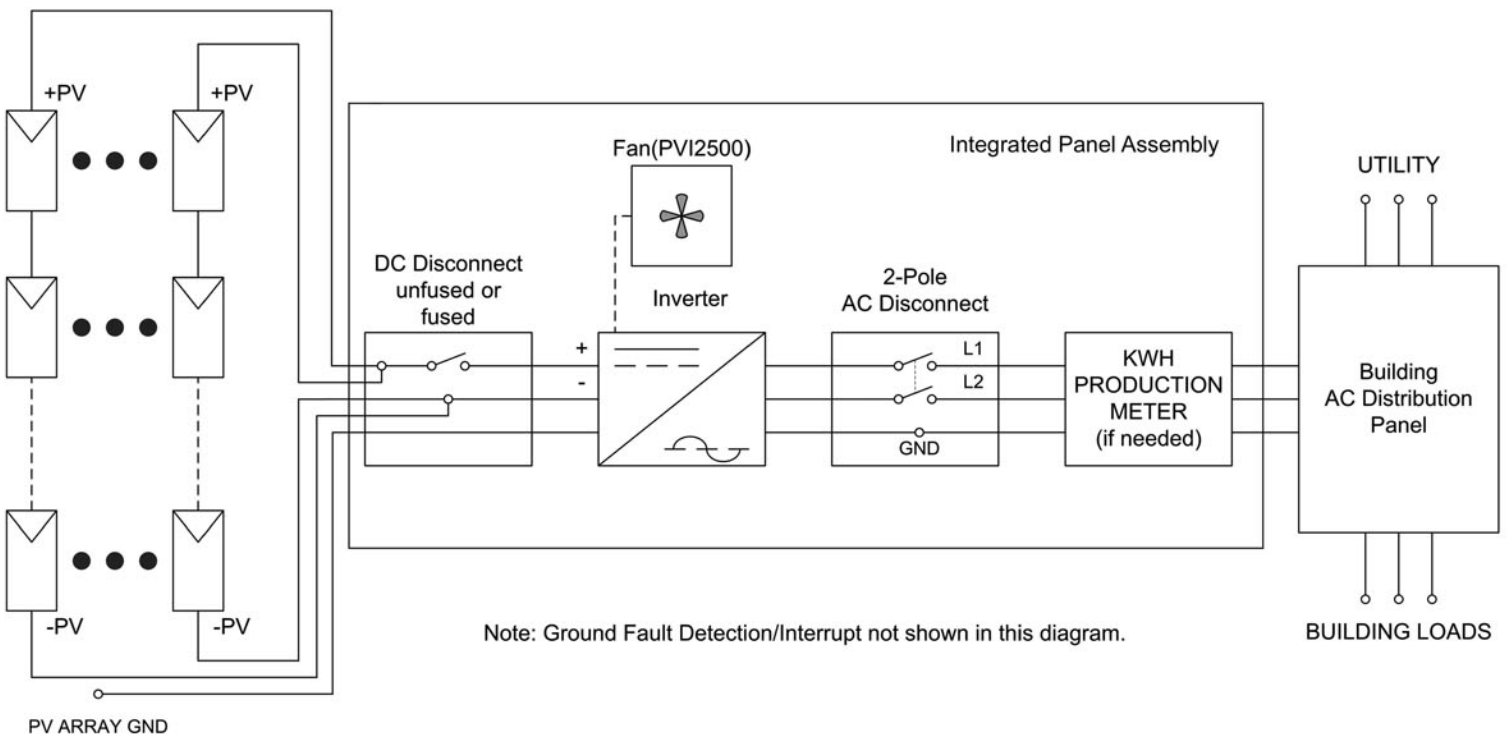 +PV
+PV
Fan(PVI2500)
Integrated Panel Assembly
UTILITY
DC Disconnect
unfused or
fused
Inverter
2-Pole
AC Disconnect
+
-
L1
L2
GND
KWH
PRODUCTION
METER
(if needed)
Building
AC Distribution
Panel
-PV
-PV
Note: Ground Fault Detection/Interrupt not shown in this diagram.
BUILDING LOADS
PV ARRAY GND